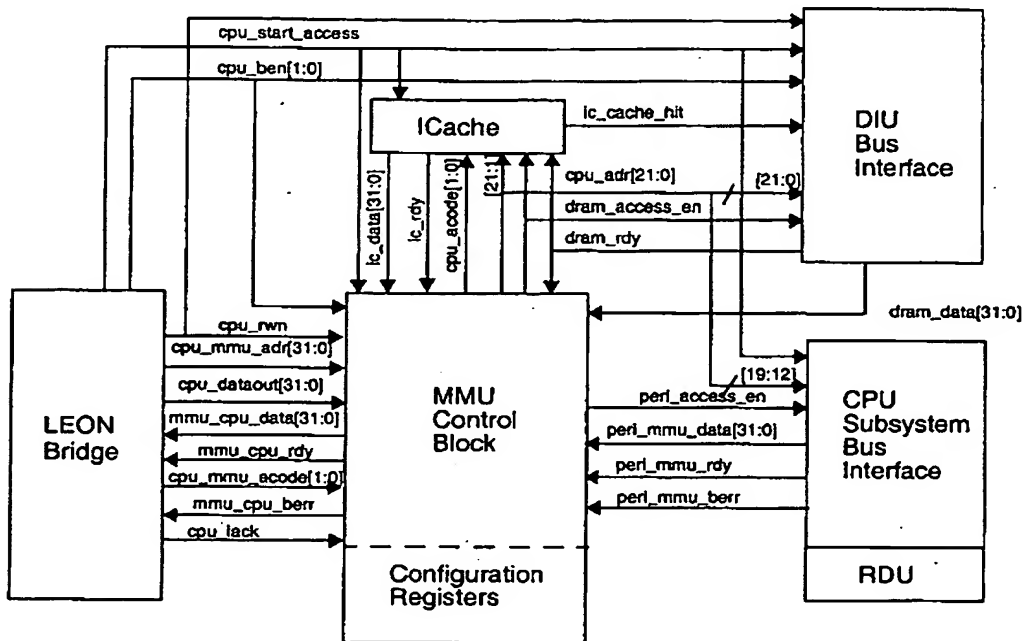 cpu_start_access
cpu_ben[1:0]
ICache
ic_cache_hit
DIU
Bus
Interface
ic_data[31:0]
ic_rdy
cpu_acode[1:0]
cpu_adr[21:0]
[21:0]
dram_access_en
dram_rdy
dram_data[31:0]
LEON
Bridge
cpu_rwn
cpu_mmu_adr[31:0]
cpu_dataout[31:0]
mmu_cpu_data[31:0]
mmu_cpu_rdy
cpu_mmu_acode[1:0]
mmu_cpu_berr
cpu_iack
MMU
Control
Block
Configuration
Registers
[19:12]
peri_access_en
peri_mmu_data[31:0]
peri_mmu_rdy
peri_mmu_berr
CPU
Subsystem
Bus
Interface
RDU